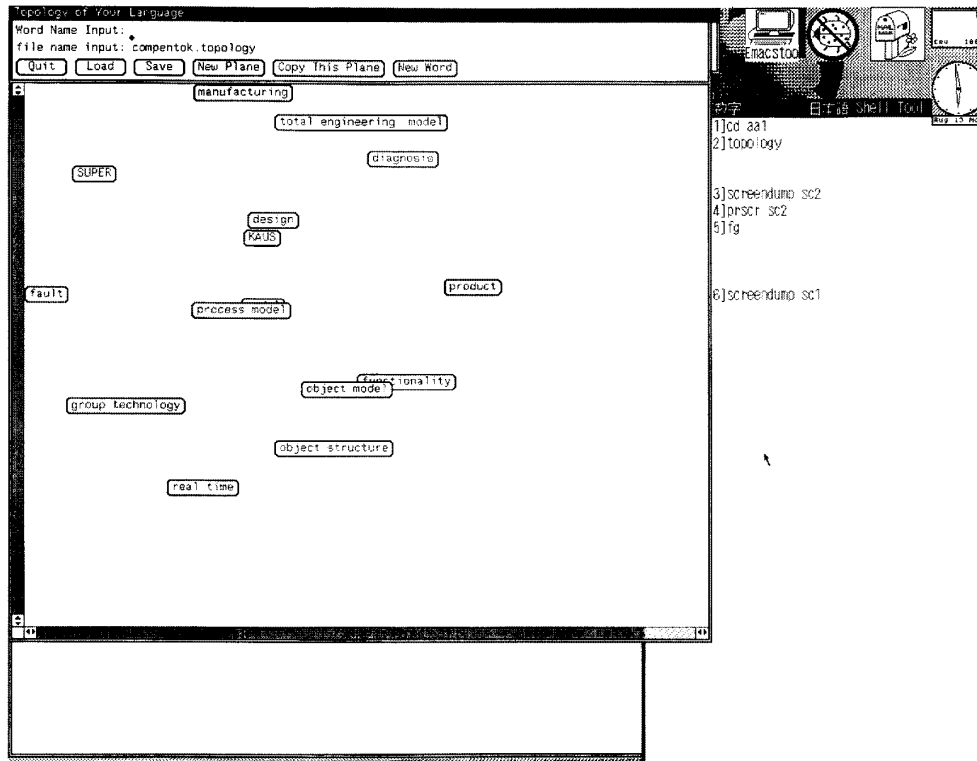 Topology of Your Language
Word Name Input:
file name input: compentok.topology
Quit Load Save New Plane Copy This Plane New Word
manufacturing
total engineering model
diagnosis
SUPER
design
KAUS
product
fault
process model
functionality
object model
group technology
object structure
real time
Emacstool
日本語 Shell Tool
1]cd aa1
2]topology
3]screendump sc2
4]prscr sc2
5]fg
6]screendump sc1